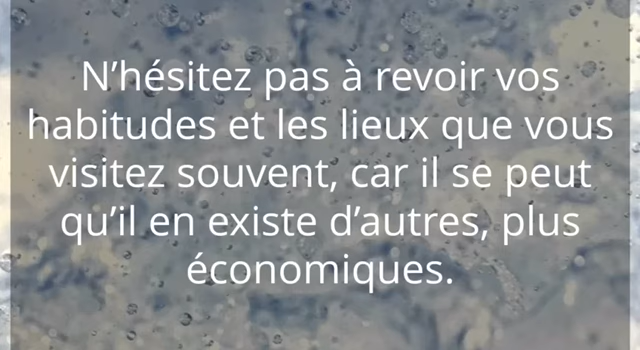 N’hésitez pas à revoir vos
habitudes et les lieux que vous
visitez souvent, car il se peut
qu’il en existe d’autres, plus
économiques.